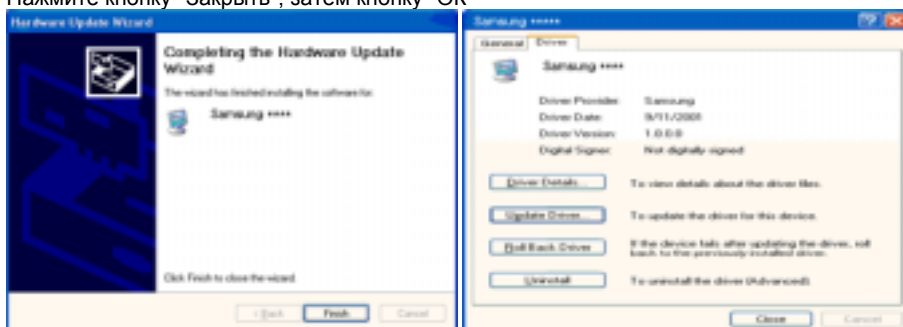 Нажмите кнопку "Закрыть", затем кнопку "ОК"
Hardware Update Wizard
Completing the Hardware Update
Wizard
The wizard has finished installing the software for:
Samsung ****
Click Finish to close the wizard.
< Back Finish Cancel
Samsung ****
General Driver
Samsung ****
Driver Provider: Samsung
Driver Date: 9/11/2001
Driver Version: 1.0.0.0
Digital Signer: Not digitally signed
Driver Details... To view details about the driver files.
Update Driver... To update the driver for this device.
Roll Back Driver If the device fails after updating the driver, roll
back to the previously installed driver.
Uninstall To uninstall the driver (Advanced).
Close Cancel